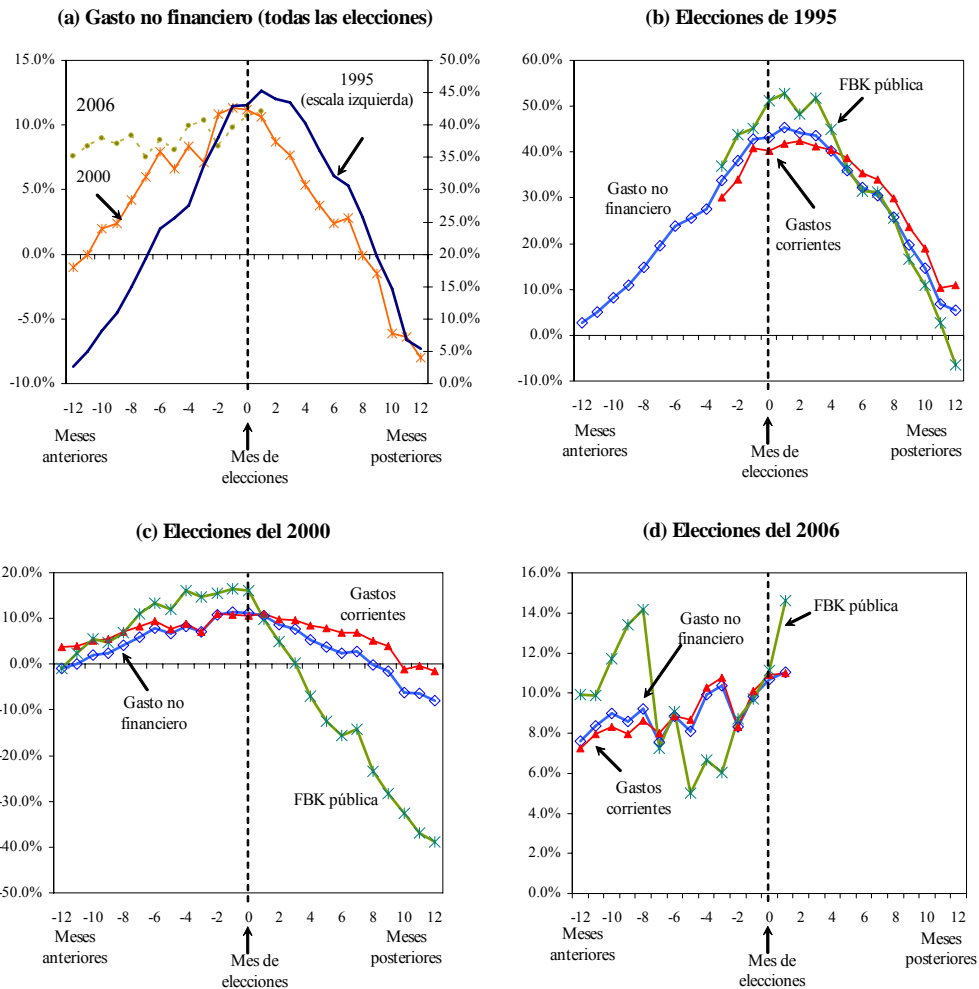 (a) Gasto no financiero (todas las elecciones)
15.0%
10.0%
5.0%
0.0%
-5.0%
-10.0%
50.0%
45.0%
40.0%
35.0%
30.0%
25.0%
20.0%
15.0%
10.0%
5.0%
0.0%
2006
2000
1995
(escala izquierda)
-12 -10 -8 -6 -4 -2 0 2 4 6 8 10 12
Meses
anteriores
Mes de
elecciones
Meses
posteriores
(b) Elecciones de 1995
60.0%
50.0%
40.0%
30.0%
20.0%
10.0%
0.0%
-10.0%
FBK pública
Gasto no
financiero
Gastos
corrientes
-12 -10 -8 -6 -4 -2 0 2 4 6 8 10 12
Meses
anteriores
Mes de
elecciones
Meses
posteriores
(c) Elecciones del 2000
20.0%
10.0%
0.0%
-10.0%
-20.0%
-30.0%
-40.0%
-50.0%
Gastos
corrientes
Gasto no
financiero
FBK pública
-12 -10 -8 -6 -4 -2 0 2 4 6 8 10 12
Meses
anteriores
Mes de
elecciones
Meses
posteriores
(d) Elecciones del 2006
16.0%
14.0%
12.0%
10.0%
8.0%
6.0%
4.0%
2.0%
0.0%
FBK pública
Gasto no
financiero
Gastos
corrientes
-12 -10 -8 -6 -4 -2 0 2 4 6 8 10 12
Meses
anteriores
Mes de
elecciones
Meses
posteriores